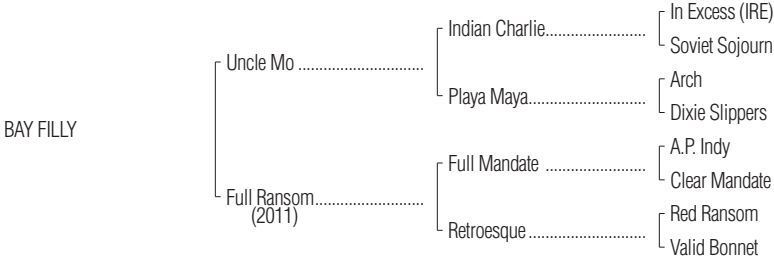 In Excess (IRE)
Indian Charlie..........................
Soviet Sojourn
Uncle Mo ................................
Arch
Playa Maya..............................
Dixie Slippers
BAY FILLY
A.P. Indy
Full Mandate .........................
Clear Mandate
Full Ransom............................
(2011)
Red Ransom
Retroesque..............................
Valid Bonnet